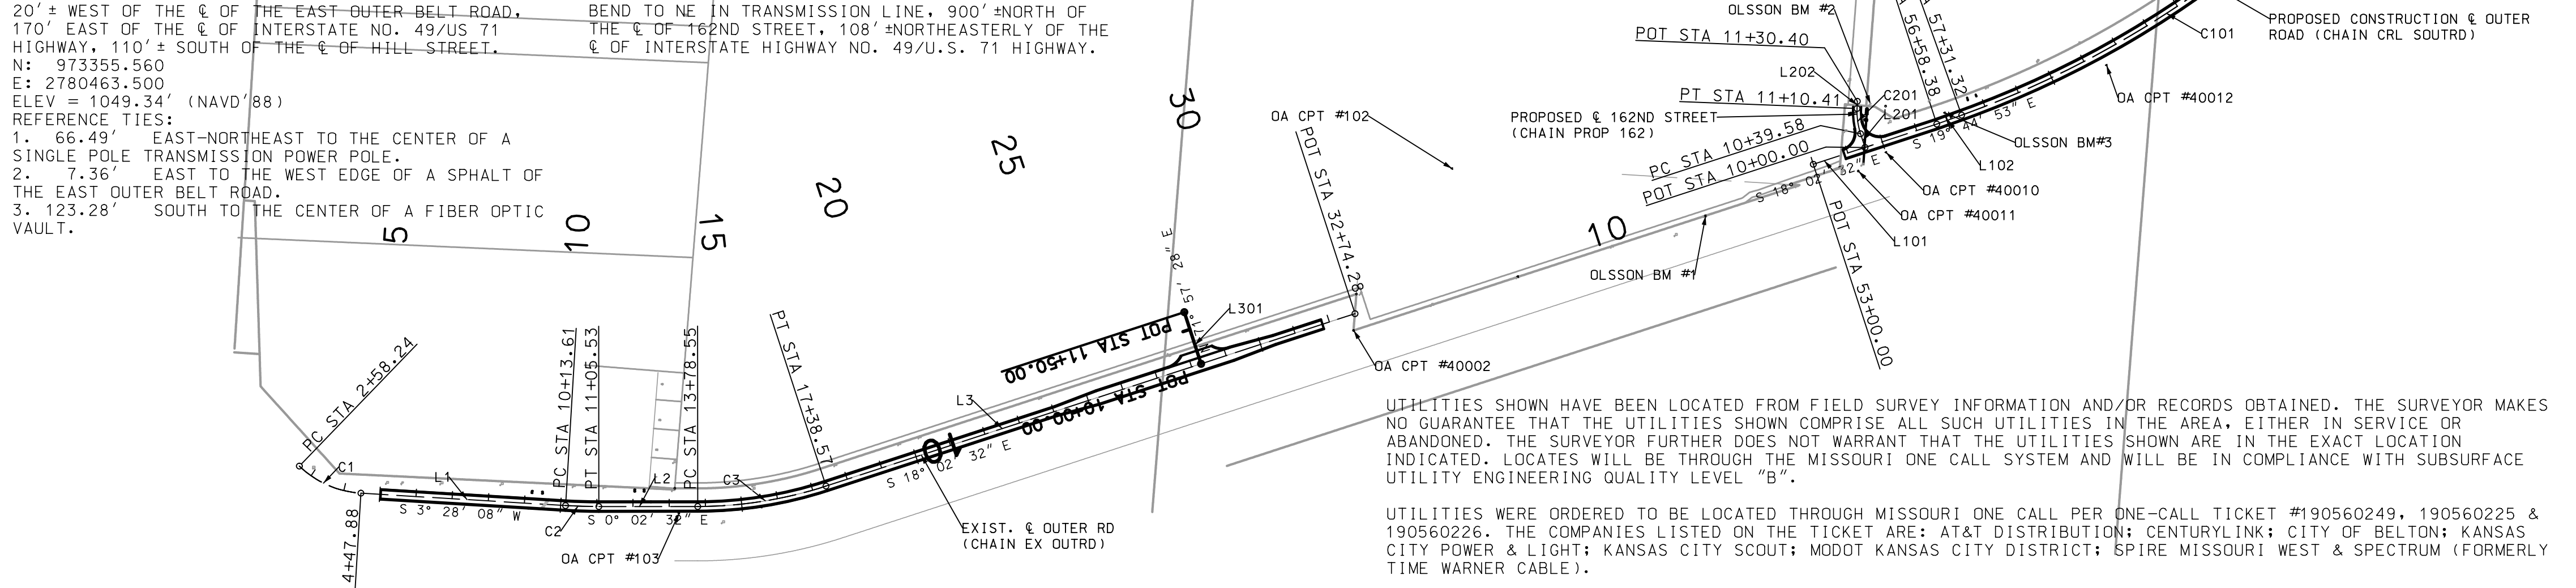 20'± WEST OF THE ℄ OF THE EAST OUTER BELT ROAD,
170' EAST OF THE ℄ OF INTERSTATE NO. 49/US 71
HIGHWAY, 110'± SOUTH OF THE ℄ OF HILL STREET.
N: 973355.560
E: 2780463.500
ELEV = 1049.34' (NAVD'88)
REFERENCE TIES:
1. 66.49' EAST-NORTHEAST TO THE CENTER OF A
SINGLE POLE TRANSMISSION POWER POLE.
2. 7.36' EAST TO THE WEST EDGE OF A SPHALT OF
THE EAST OUTER BELT ROAD.
3. 123.28' SOUTH TO THE CENTER OF A FIBER OPTIC
VAULT.
BEND TO NE IN TRANSMISSION LINE, 900'±NORTH OF
THE ℄ OF 162ND STREET, 108'±NORTHEASTERLY OF THE
℄ OF INTERSTATE HIGHWAY NO. 49/U.S. 71 HIGHWAY.
5
10
15
20
25
30
PC STA 2+58.24
C1
4+47.88
L1
S 3° 28' 08" W
PC STA 10+13.61
PT STA 11+05.53
C2
S 0° 02' 32" E
L2
PC STA 13+78.55
OA CPT #103
C3
PT STA 17+38.57
S 18° 02' 32" E
10
EXIST. ℄ OUTER RD
(CHAIN EX OUTRD)
L3
POT STA 11+50.00
POT STA 10+00.00
57' 28" E
L301
POT STA 32+74.28
OA CPT #102
OA CPT #40002
10
OLSSON BM #1
OLSSON BM #2
POT STA 11+30.40
L202
PT STA 11+10.41
PROPOSED ℄ 162ND STREET
(CHAIN PROP 162)
PC STA 10+39.58
POT STA 10+00.00
C201
L201
S 18° 02' 32" E
POT STA 53+00.00
L101
OA CPT #40011
OA CPT #40010
L102
OLSSON BM#3
S 19° 44' 53" E
56+58.38
57+31.32
OA CPT #40012
C101
PROPOSED CONSTRUCTION ℄ OUTER
ROAD (CHAIN CRL SOUTRD)
UTILITIES SHOWN HAVE BEEN LOCATED FROM FIELD SURVEY INFORMATION AND/OR RECORDS OBTAINED. THE SURVEYOR MAKES
NO GUARANTEE THAT THE UTILITIES SHOWN COMPRISE ALL SUCH UTILITIES IN THE AREA, EITHER IN SERVICE OR
ABANDONED. THE SURVEYOR FURTHER DOES NOT WARRANT THAT THE UTILITIES SHOWN ARE IN THE EXACT LOCATION
INDICATED. LOCATES WILL BE THROUGH THE MISSOURI ONE CALL SYSTEM AND WILL BE IN COMPLIANCE WITH SUBSURFACE
UTILITY ENGINEERING QUALITY LEVEL "B".
UTILITIES WERE ORDERED TO BE LOCATED THROUGH MISSOURI ONE CALL PER ONE-CALL TICKET #190560249, 190560225 &
190560226. THE COMPANIES LISTED ON THE TICKET ARE: AT&T DISTRIBUTION; CENTURYLINK; CITY OF BELTON; KANSAS
CITY POWER & LIGHT; KANSAS CITY SCOUT; MODOT KANSAS CITY DISTRICT; SPIRE MISSOURI WEST & SPECTRUM (FORMERLY
TIME WARNER CABLE).